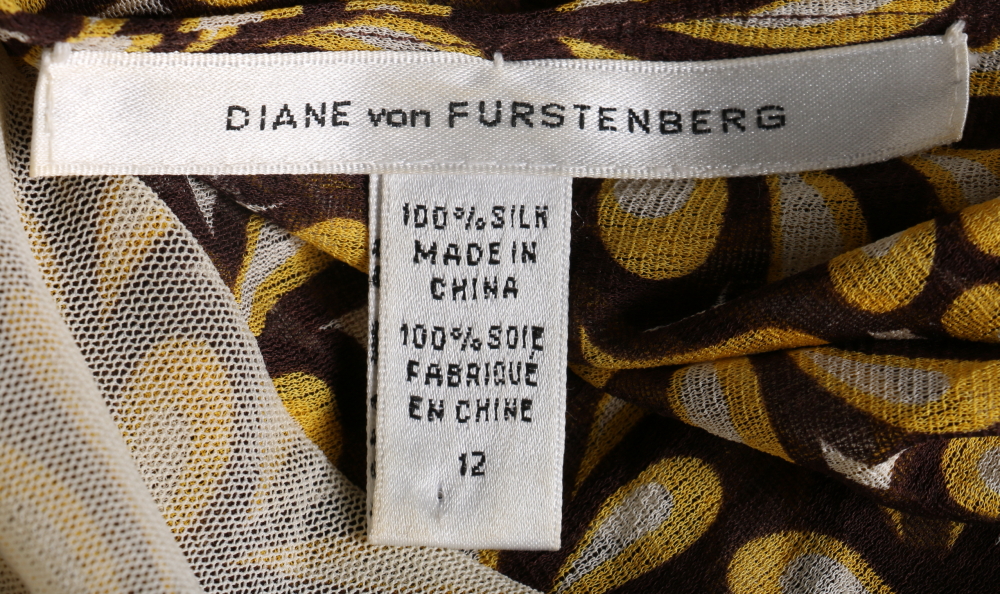 DIANE von FURSTENBERG
100% SILK
MADE IN
CHINA
100% SOIE
FABRIQUÉ
EN CHINE
12